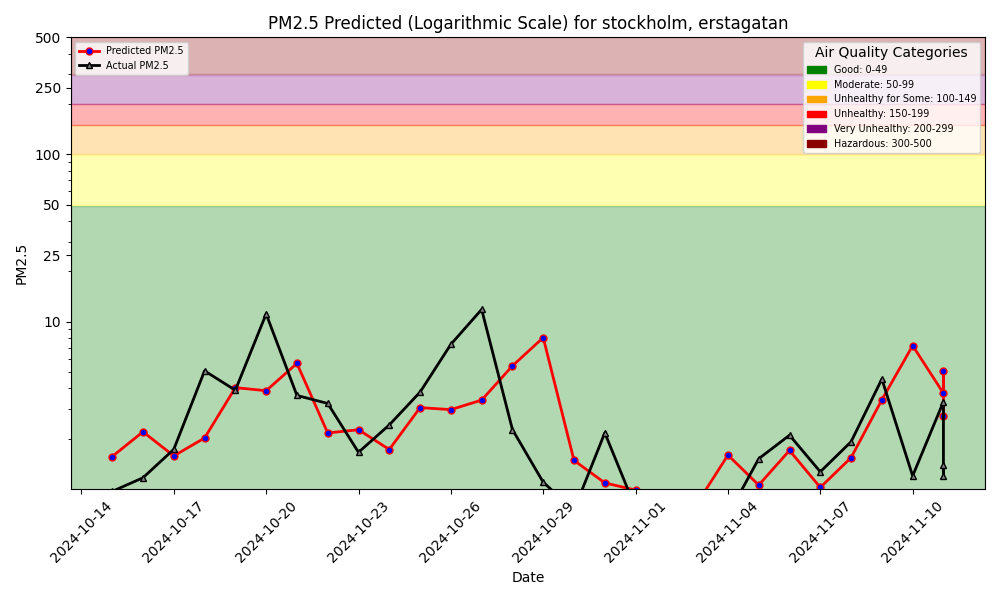 PM2.5 Predicted (Logarithmic Scale) for stockholm, erstagatan
500
250
100
50
25
10
PM2.5
Predicted PM2.5
Actual PM2.5
Air Quality Categories
Good: 0-49
Moderate: 50-99
Unhealthy for Some: 100-149
Unhealthy: 150-199
Very Unhealthy: 200-299
Hazardous: 300-500
2024-10-14
2024-10-17
2024-10-20
2024-10-23
2024-10-26
2024-10-29
2024-11-01
2024-11-04
2024-11-07
2024-11-10
Date